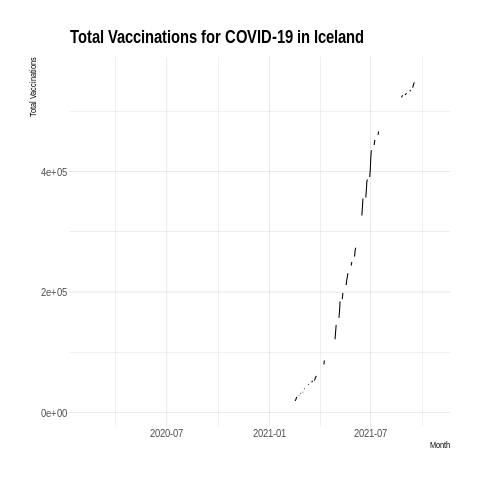 Total Vaccinations for COVID-19 in Iceland
Total Vaccinations
4e+05
2e+05
0e+00
2020-07 2021-01 2021-07
Month